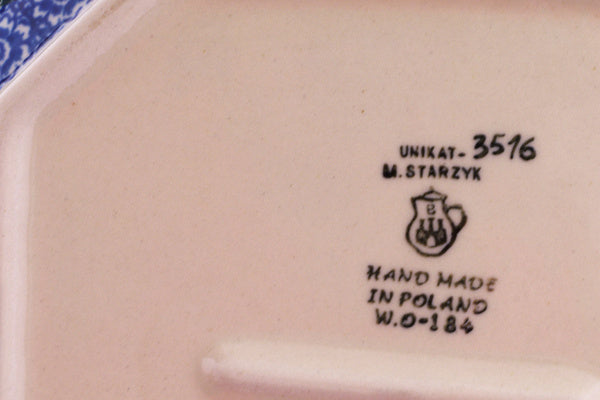 UNIKAT-3516
M.STARZYK
B
HAND MADE
IN POLAND
W.O-184